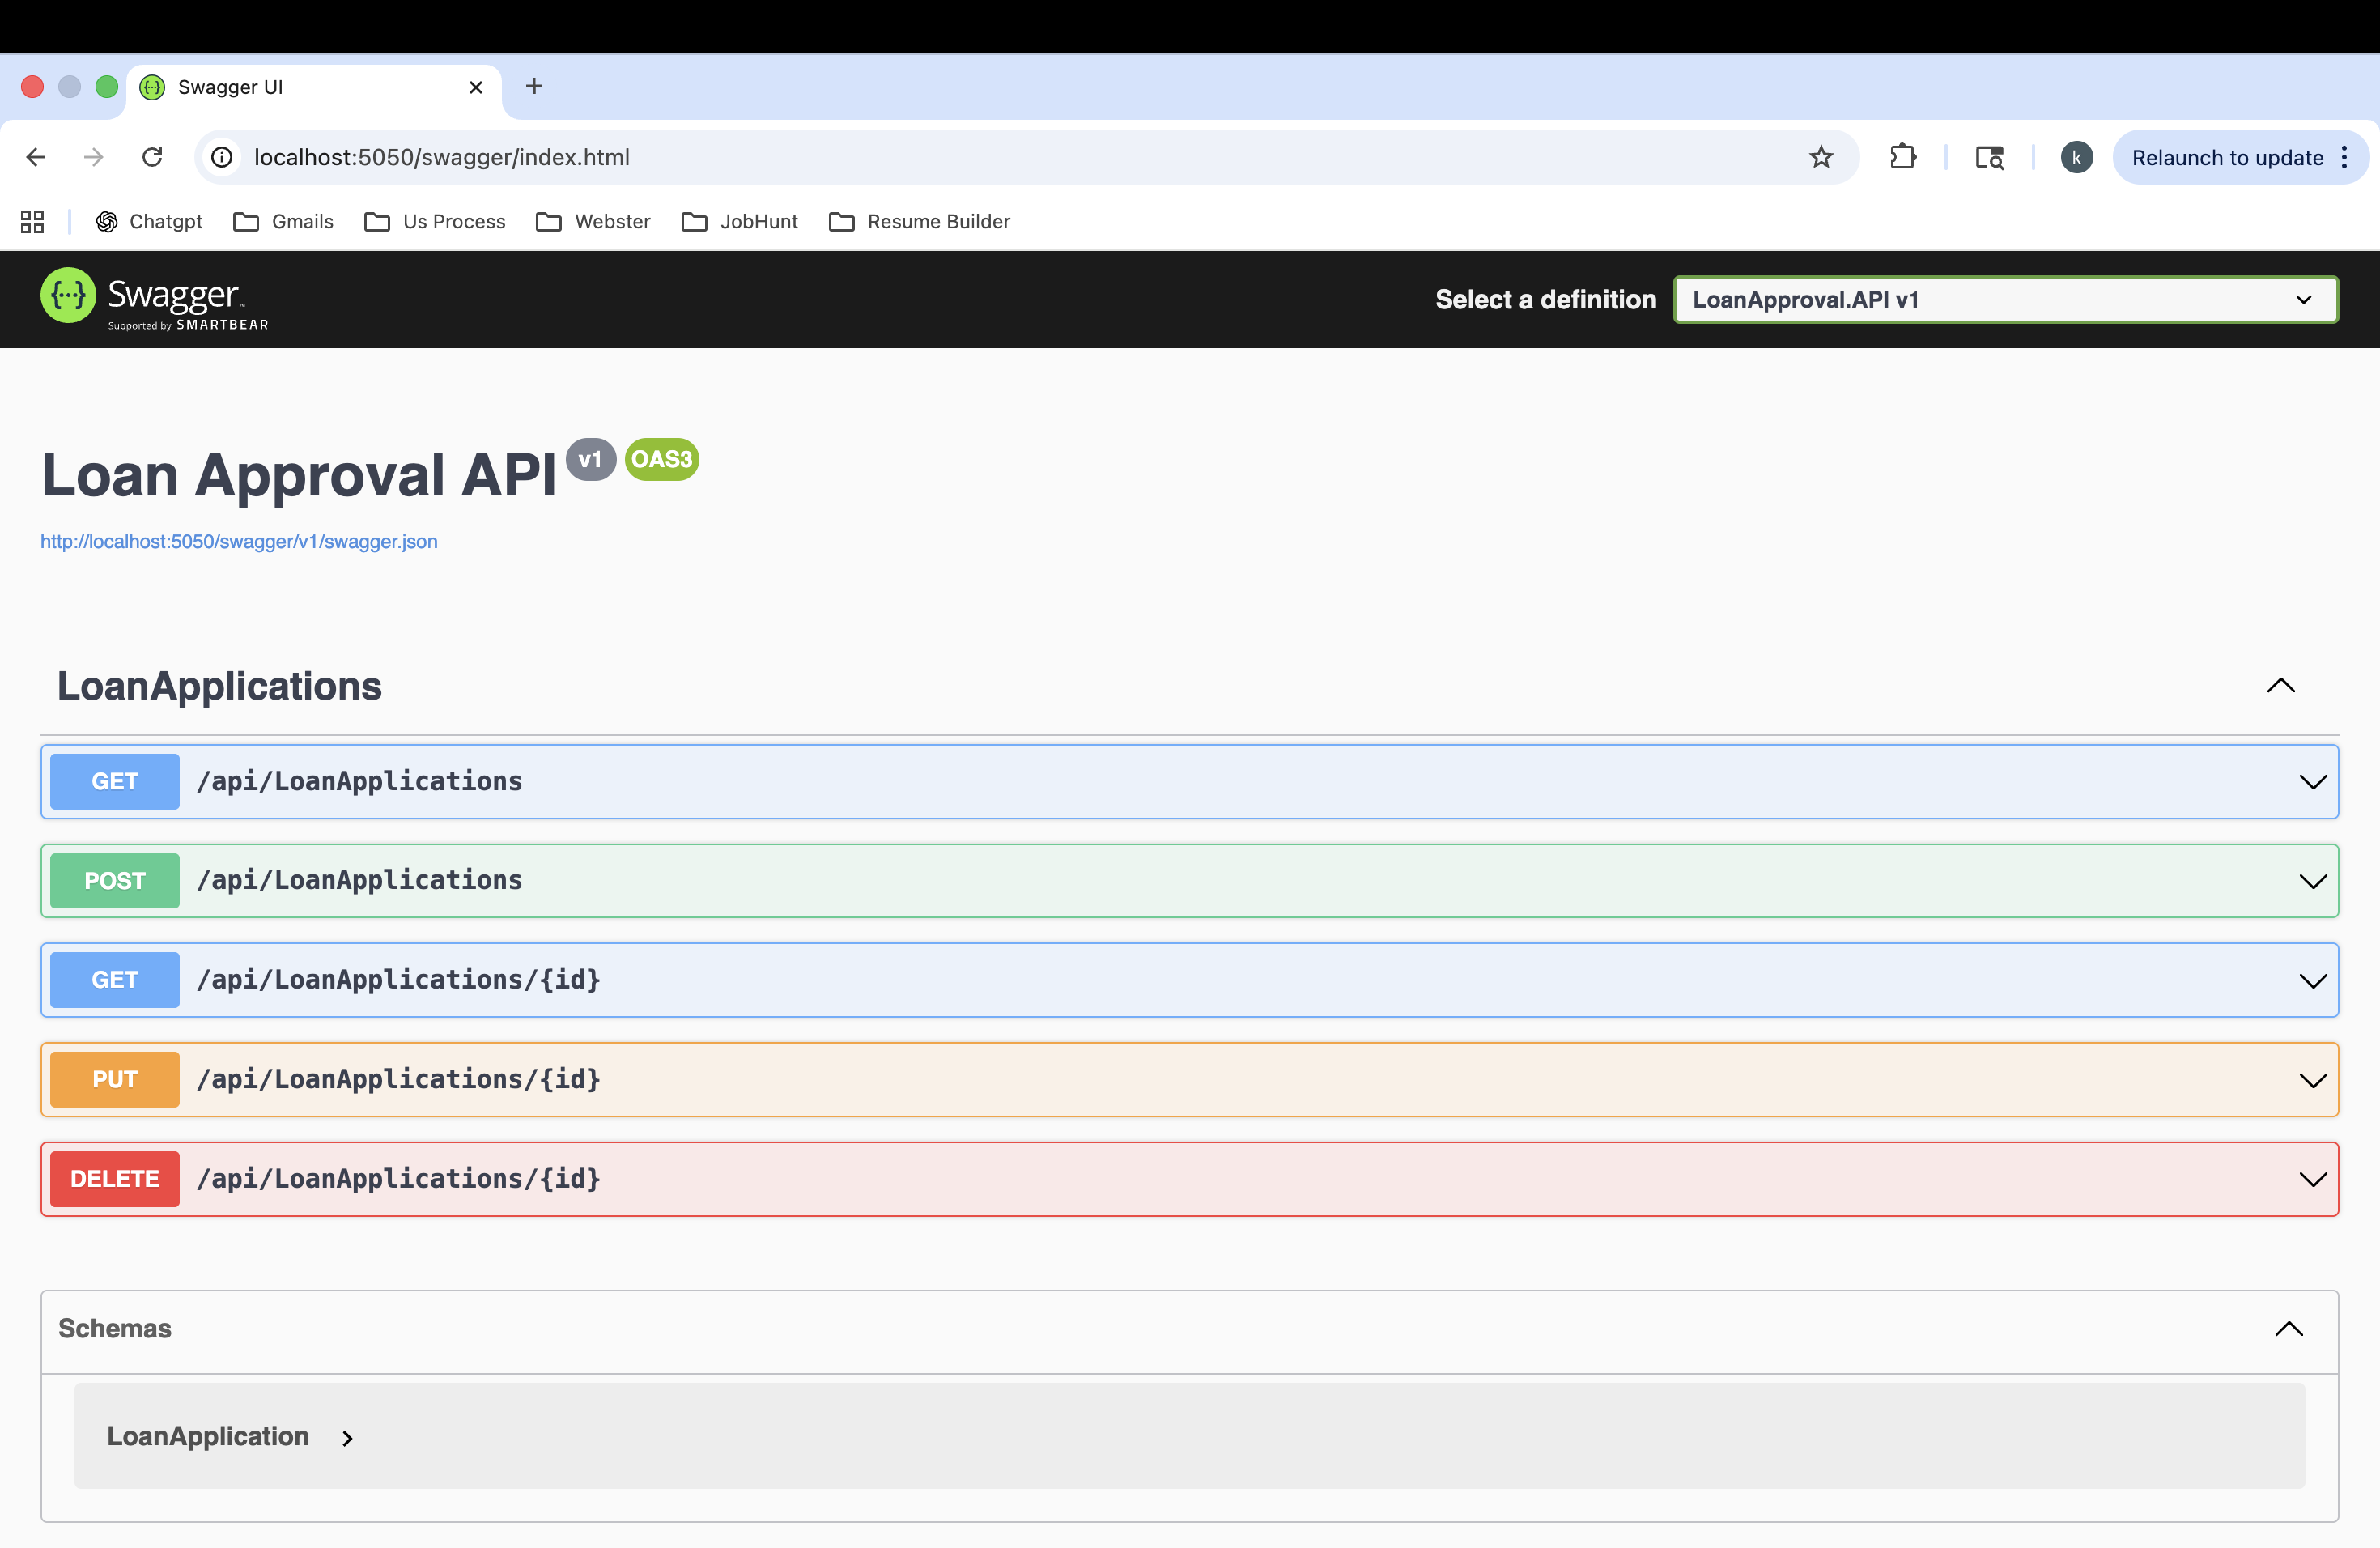 Swagger UI
localhost:5050/swagger/index.html
k
Relaunch to update
Chatgpt
Gmails
Us Process
Webster
JobHunt
Resume Builder
{···} Swagger
Supported by SMARTBEAR
Select a definition
LoanApproval.API v1
Loan Approval API v1 OAS3
http://localhost:5050/swagger/v1/swagger.json
LoanApplications
GET /api/LoanApplications
POST /api/LoanApplications
GET /api/LoanApplications/{id}
PUT /api/LoanApplications/{id}
DELETE /api/LoanApplications/{id}
Schemas
LoanApplication